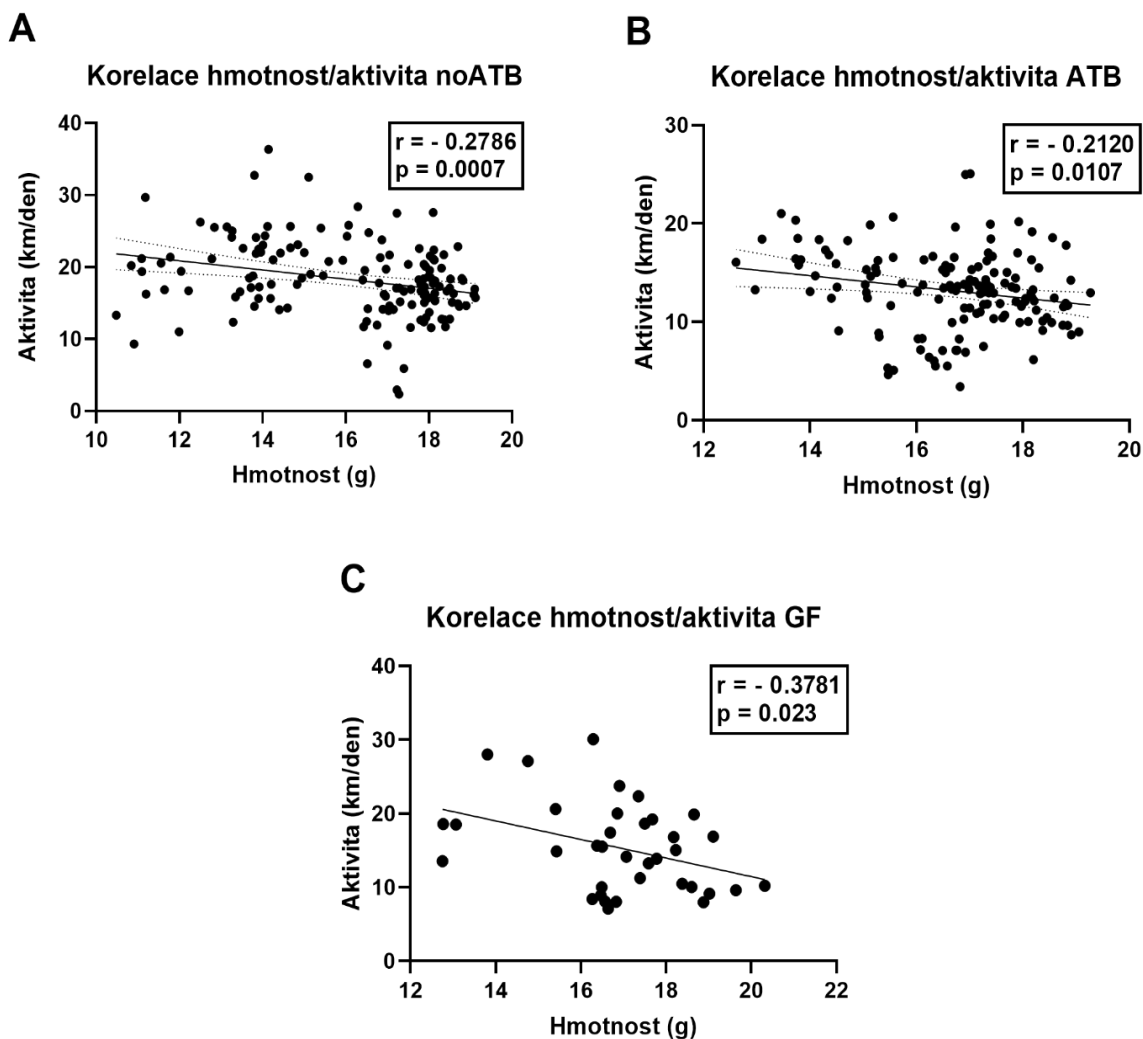 A
Korelace hmotnost/aktivita noATB
r = - 0.2786
p = 0.0007
Aktivita (km/den)
40
30
20
10
0
10 12 14 16 18 20
Hmotnost (g)
B
Korelace hmotnost/aktivita ATB
r = - 0.2120
p = 0.0107
Aktivita (km/den)
30
20
10
0
12 14 16 18 20
Hmotnost (g)
C
Korelace hmotnost/aktivita GF
r = - 0.3781
p = 0.023
Aktivita (km/den)
40
30
20
10
0
12 14 16 18 20 22
Hmotnost (g)